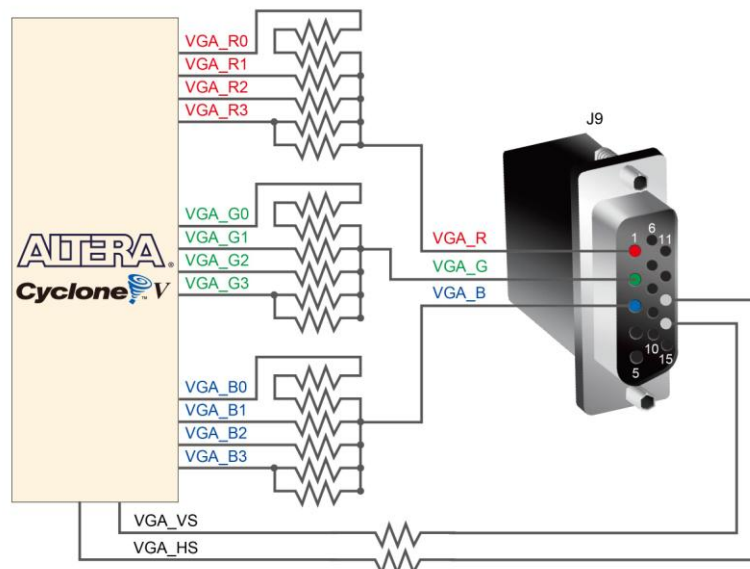 VGA_R0
VGA_R1
VGA_R2
VGA_R3
J9
VGA_G0
VGA_G1
VGA_G2
VGA_G3
ALTERA®
Cyclone™ V
VGA_R
VGA_G
VGA_B
1
6
11
5
10
15
VGA_B0
VGA_B1
VGA_B2
VGA_B3
VGA_VS
VGA_HS